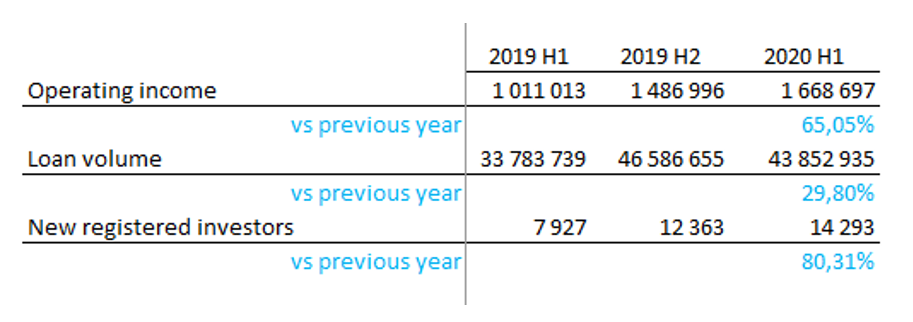 2019 H1 2019 H2 2020 H1
Operating income 1 011 013 1 486 996 1 668 697
vs previous year 65,05%
Loan volume 33 783 739 46 586 655 43 852 935
vs previous year 29,80%
New registered investors 7 927 12 363 14 293
vs previous year 80,31%